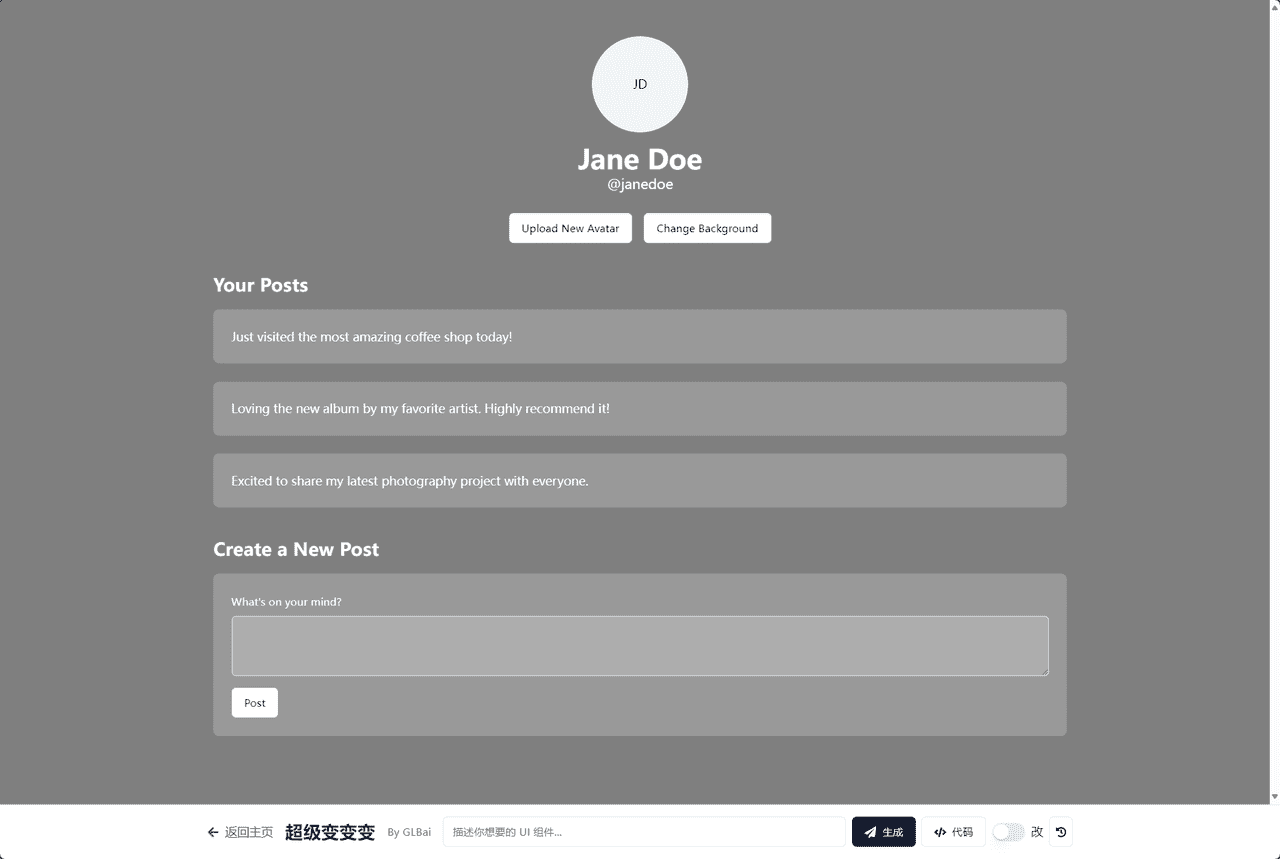 JD
Jane Doe
@janedoe
Upload New Avatar
Change Background
Your Posts
Just visited the most amazing coffee shop today!
Loving the new album by my favorite artist. Highly recommend it!
Excited to share my latest photography project with everyone.
Create a New Post
What's on your mind?
Post
返回主页 超级变变变 By GLBai 描述你想要的 UI 组件... 生成 代码 改